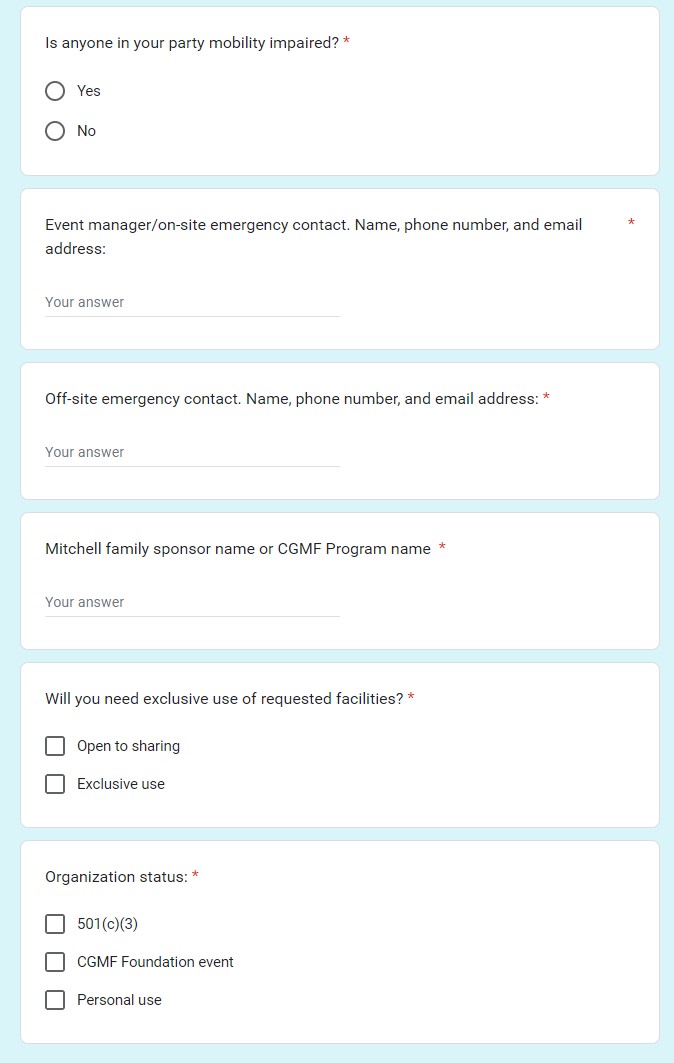 Is anyone in your party mobility impaired? *
Yes
No
Event manager/on-site emergency contact. Name, phone number, and email *
address:
Your answer
Off-site emergency contact. Name, phone number, and email address: *
Your answer
Mitchell family sponsor name or CGMF Program name *
Your answer
Will you need exclusive use of requested facilities? *
Open to sharing
Exclusive use
Organization status: *
501(c)(3)
CGMF Foundation event
Personal use